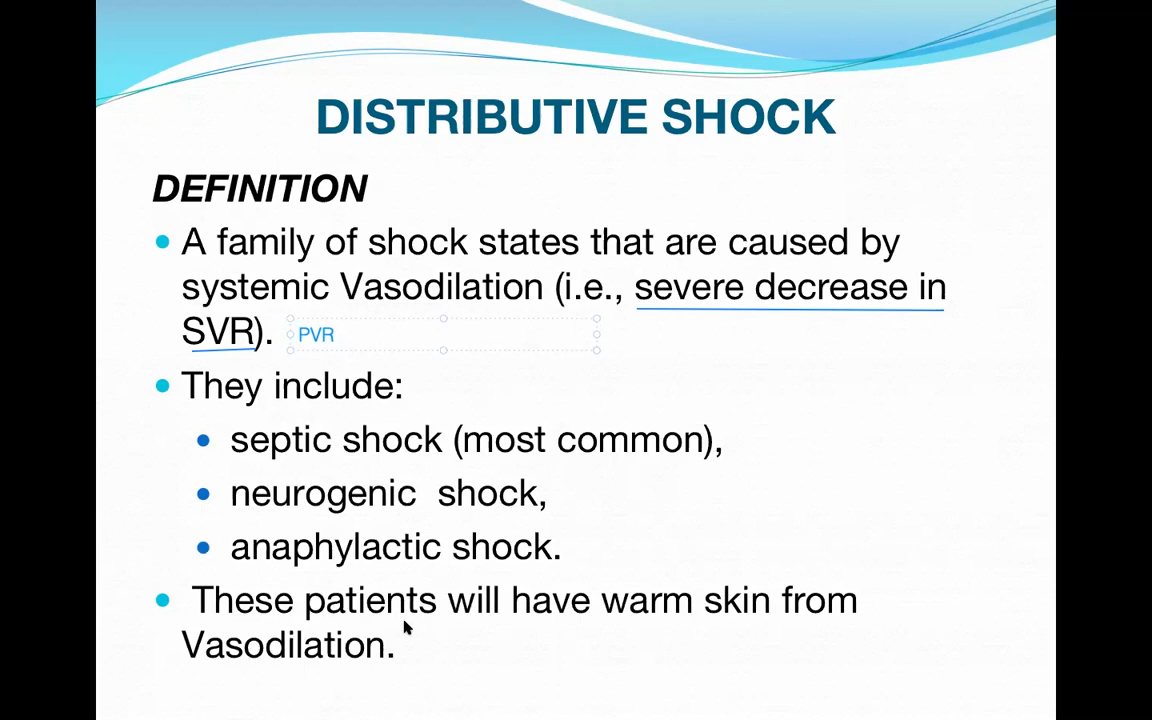 DISTRIBUTIVE SHOCK
DEFINITION
• A family of shock states that are caused by
systemic Vasodilation (i.e., severe decrease in
SVR). PVR
• They include:
• septic shock (most common),
• neurogenic shock,
• anaphylactic shock.
• These patients will have warm skin from
Vasodilation.